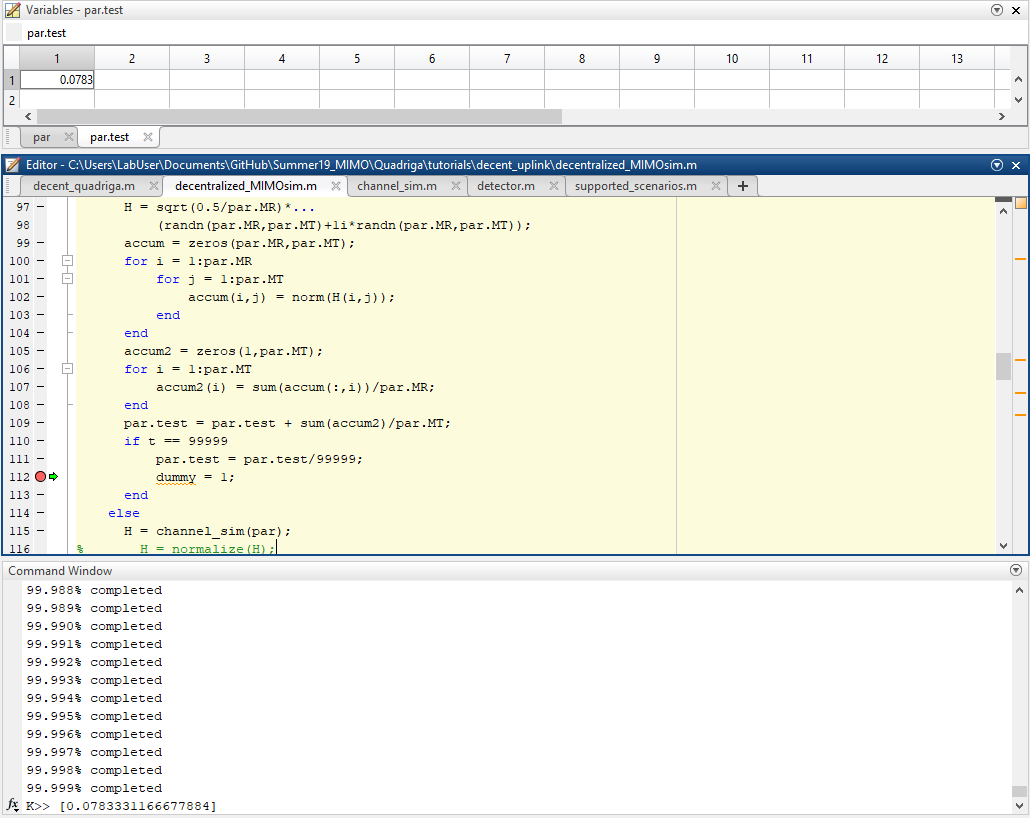 Variables - par.test
par.test
1 2 3 4 5 6 7 8 9 10 11 12 13
1 0.0783
2
par par.test
Editor - C:\Users\LabUser\Documents\GitHub\Summer19_MIMO\Quadriga\tutorials\decent_uplink\decentralized_MIMOsim.m
decent_quadriga.m decentralized_MIMOsim.m channel_sim.m detector.m supported_scenarios.m +
97 – H = sqrt(0.5/par.MR)*...
98 (randn(par.MR,par.MT)+1i*randn(par.MR,par.MT));
99 – accum = zeros(par.MR,par.MT);
100 – for i = 1:par.MR
101 – for j = 1:par.MT
102 – accum(i,j) = norm(H(i,j));
103 – end
104 – end
105 – accum2 = zeros(1,par.MT);
106 – for i = 1:par.MT
107 – accum2(i) = sum(accum(:,i))/par.MR;
108 – end
109 – par.test = par.test + sum(accum2)/par.MT;
110 – if t == 99999
111 – par.test = par.test/99999;
112 – dummy = 1;
113 – end
114 – else
115 – H = channel_sim(par);
116 % H = normalize(H);
Command Window
99.988% completed
99.989% completed
99.990% completed
99.991% completed
99.992% completed
99.993% completed
99.994% completed
99.995% completed
99.996% completed
99.997% completed
99.998% completed
99.999% completed
fx K>> [0.0783331166677884]